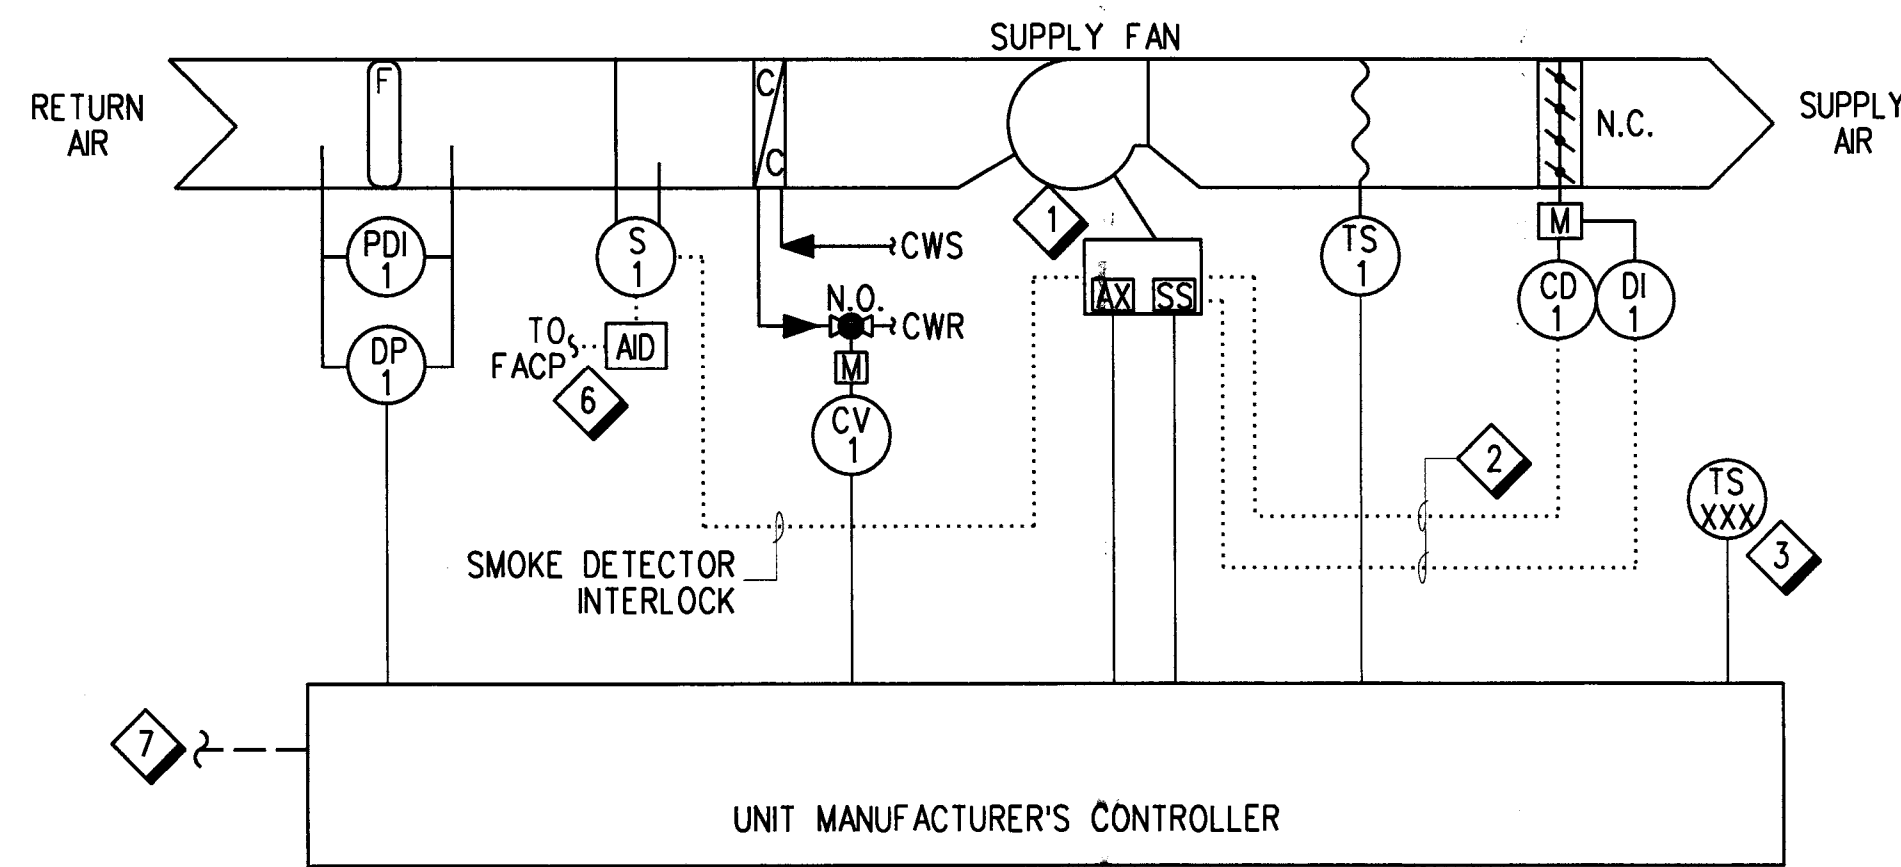 SUPPLY FAN
RETURN
AIR
F
C
C
N.C.
SUPPLY
AIR
PDI
1
S
1
CWS
1
TS
1
M
CD
1
DI
1
AX
SS
N.O.
CWR
M
TO
FACP
AID
DP
1
6
CV
1
2
TS
XXX
3
SMOKE DETECTOR
INTERLOCK
7
UNIT MANUFACTURER'S CONTROLLER